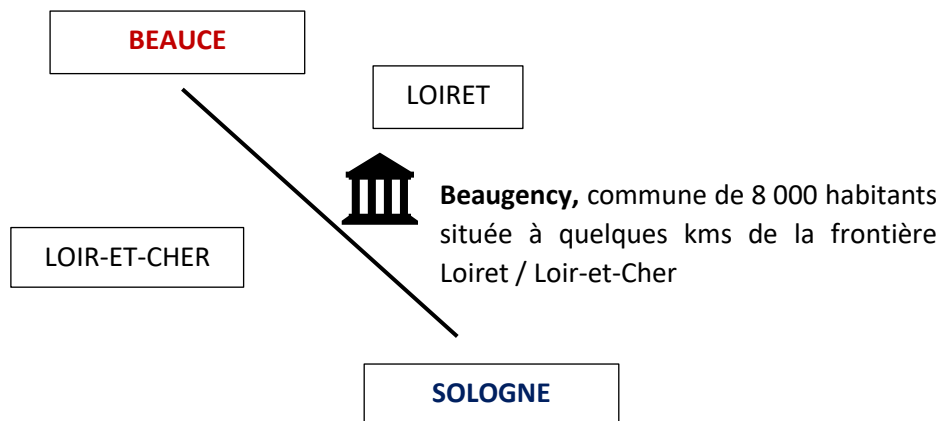 BEAUCE
LOIRET
Beaugency, commune de 8 000 habitants
située à quelques kms de la frontière
Loiret / Loir-et-Cher
LOIR-ET-CHER
SOLOGNE